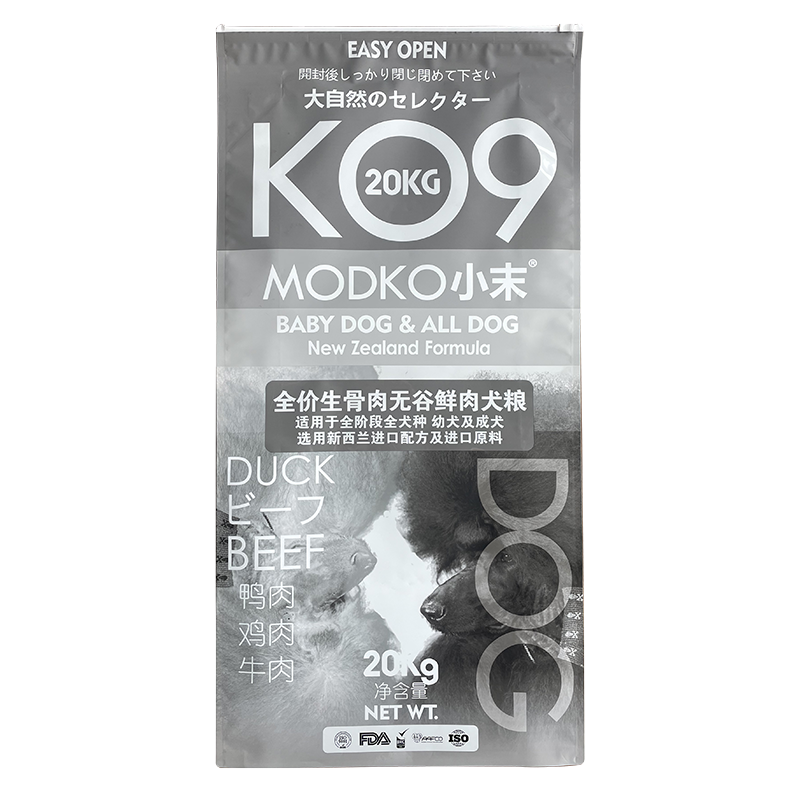 EASY OPEN
開封後しっかり閉じ閉めて下さい
大自然のセレクター
KO9
20KG
MODKO小末®
BABY DOG & ALL DOG
New Zealand Formula
全价生骨肉无谷鲜肉犬粮
适用于全阶段全犬种 幼犬及成犬
选用新西兰进口配方及进口原料
DUCK
ビーフ
BEEF
鸭肉
鸡肉
牛肉
DOG
20Kg
净含量
NET WT.
FDA
AAFCO
ISO